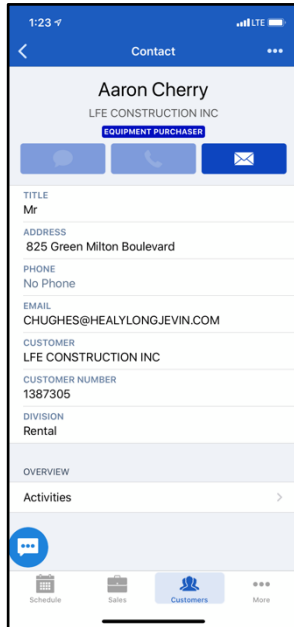 1:23
LTE
Contact
Aaron Cherry
LFE CONSTRUCTION INC
EQUIPMENT PURCHASER
TITLE
Mr
ADDRESS
825 Green Milton Boulevard
PHONE
No Phone
EMAIL
CHUGHES@HEALYLONGJEVIN.COM
CUSTOMER
LFE CONSTRUCTION INC
CUSTOMER NUMBER
1387305
DIVISION
Rental
OVERVIEW
Activities
Schedule Sales Customers More